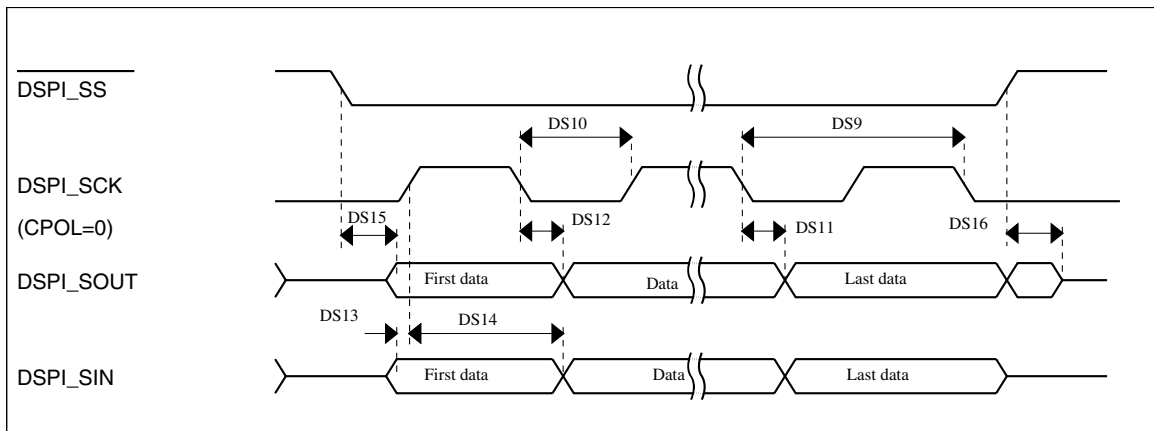 DSPI_SS
DS10
DS9
DSPI_SCK
(CPOL=0)
DS15
DS12
DS11
DS16
DSPI_SOUT
First data
Data
Last data
DS13
DS14
DSPI_SIN
First data
Data
Last data